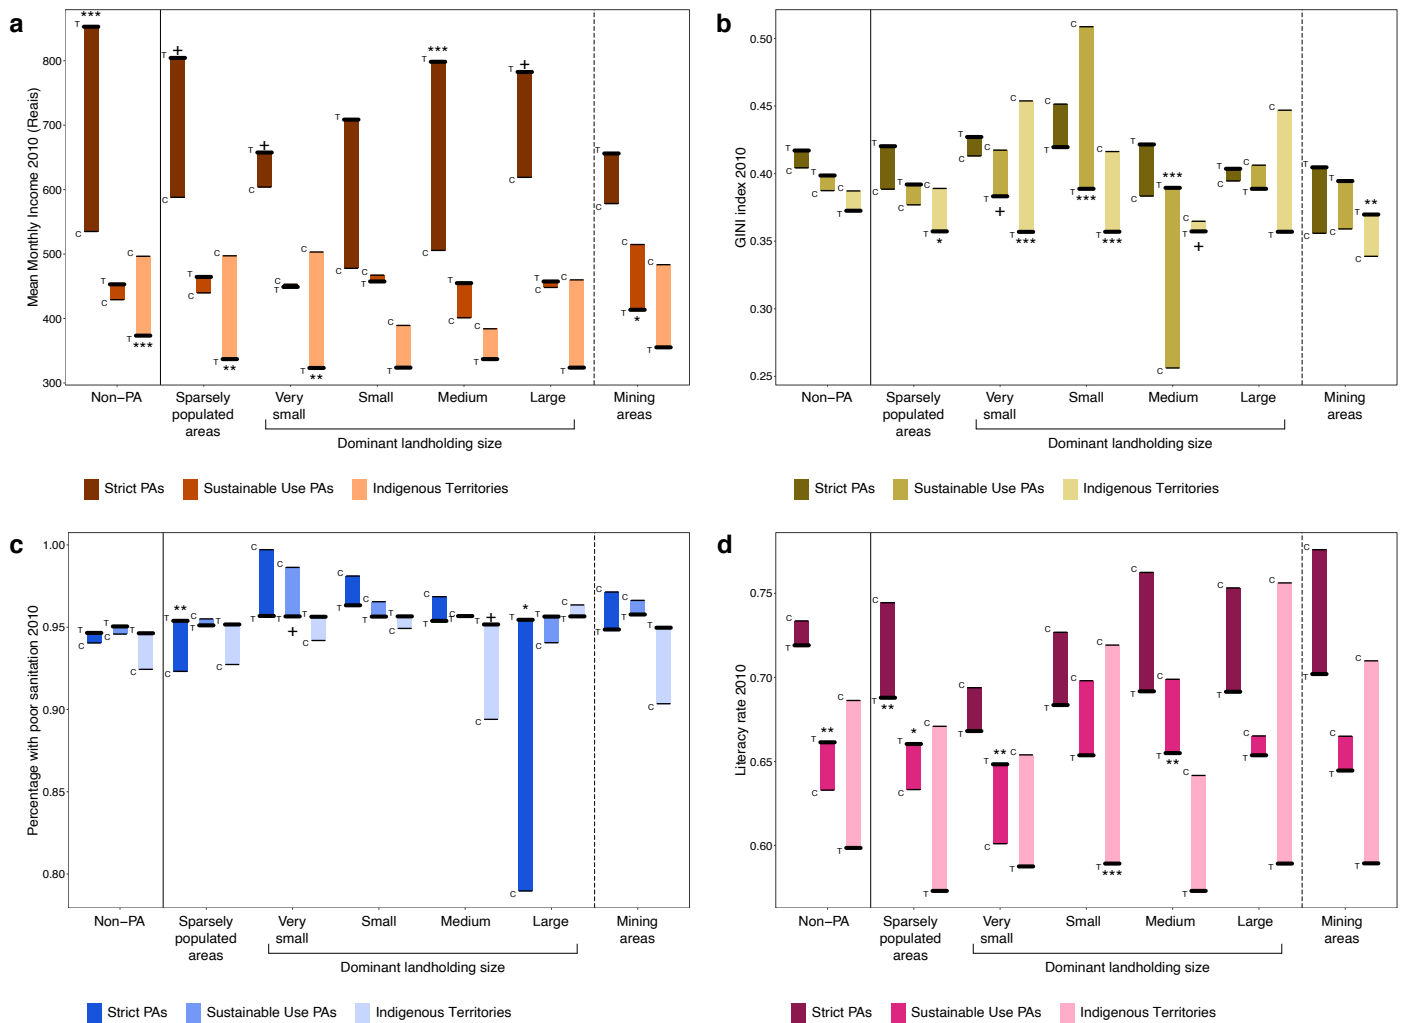 a
Mean Monthly Income 2010 (Reais)
800
700
600
500
400
300
T *** C T C T C ***
T + C T C C T **
T + C C T C T **
T C C T C T
T *** C T C C T
T + C T C C T
T C C T * C T
Non–PA
Sparsely populated areas
Very small
Small
Medium
Large
Mining areas
Dominant landholding size
Strict PAs
Sustainable Use PAs
Indigenous Territories
b
GINI index 2010
0.50
0.45
0.40
0.35
0.30
0.25
T C T C C T
T C T C C T *
T C C T + C T ***
C T C T *** C T ***
T C T *** C C T +
T C C T C T
T C T C T ** C
Non–PA
Sparsely populated areas
Very small
Small
Medium
Large
Mining areas
Dominant landholding size
Strict PAs
Sustainable Use PAs
Indigenous Territories
c
Percentage with poor sanitation 2010
1.00
0.95
0.90
0.85
0.80
T C T C T C
T ** C C T T C
C T C T + T C
C T C T T C
C T C T + C
T * C T C C T
C T C T T C
Non–PA
Sparsely populated areas
Very small
Small
Medium
Large
Mining areas
Dominant landholding size
Strict PAs
Sustainable Use PAs
Indigenous Territories
d
Literacy rate 2010
0.75
0.70
0.65
0.60
C T T ** C C T
C T ** T * C C T
C T T ** C C T
C T C T C T ***
C T C T ** C T
C T C T C T
C T C T C T
Non–PA
Sparsely populated areas
Very small
Small
Medium
Large
Mining areas
Dominant landholding size
Strict PAs
Sustainable Use PAs
Indigenous Territories